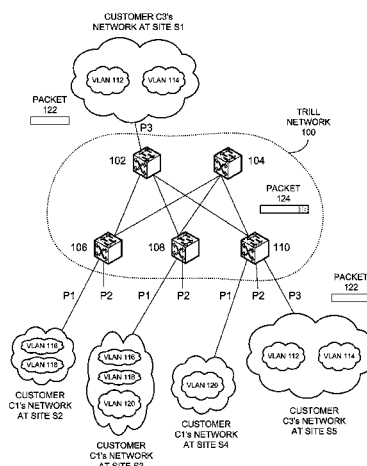 CUSTOMER C3's
NETWORK AT SITE S1
VLAN 112
VLAN 114
PACKET
122
P3
TRILL
NETWORK
100
102
104
PACKET
124
106
108
110
PACKET
122
P1
P2
P1
P2
P1
P2
P3
VLAN 116
VLAN 118
VLAN 116
VLAN 118
VLAN 120
VLAN 120
VLAN 112
VLAN 114
CUSTOMER
C1's NETWORK
AT SITE S2
CUSTOMER
C1's NETWORK
AT SITE S3
CUSTOMER
C1's NETWORK
AT SITE S4
CUSTOMER
C3's NETWORK
AT SITE S5